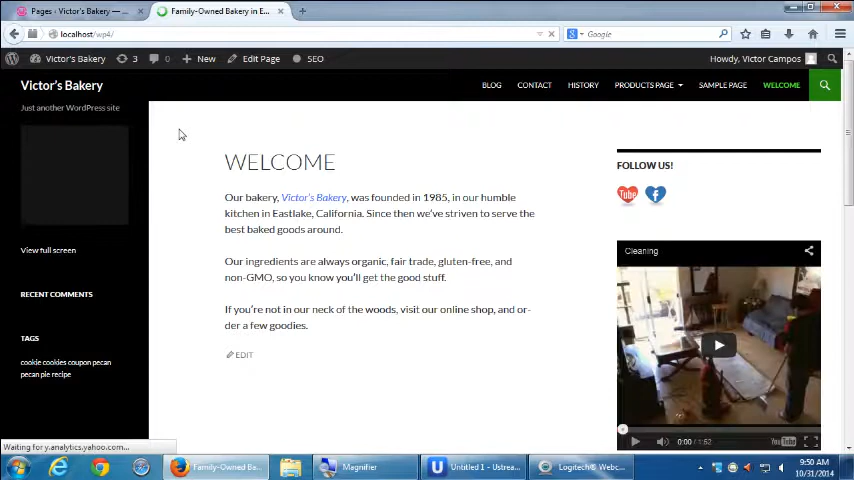 Pages ‹ Victor's Bakery — ...
Family-Owned Bakery in E...
localhost/wp4/
Google
Victor's Bakery
3
0
New
Edit Page
SEO
Howdy, Victor Campos
Victor's Bakery
BLOG
CONTACT
HISTORY
PRODUCTS PAGE
SAMPLE PAGE
WELCOME
Just another WordPress site
WELCOME
Our bakery, Victor's Bakery, was founded in 1985, in our humble
kitchen in Eastlake, California. Since then we've striven to serve the
best baked goods around.
Our ingredients are always organic, fair trade, gluten-free, and
non-GMO, so you know you'll get the good stuff.
If you're not in our neck of the woods, visit our online shop, and or-
der a few goodies.
EDIT
View full screen
RECENT COMMENTS
TAGS
cookie cookies coupon pecan
pecan pie recipe
FOLLOW US!
Tube
f
Cleaning
0:00 / 1:52
YouTube
Waiting for y.analytics.yahoo.com...
Family-Owned Ba...
Magnifier
U
Untitled 1 - Ustrea...
Logitech® Webc...
9:50 AM
10/31/2014